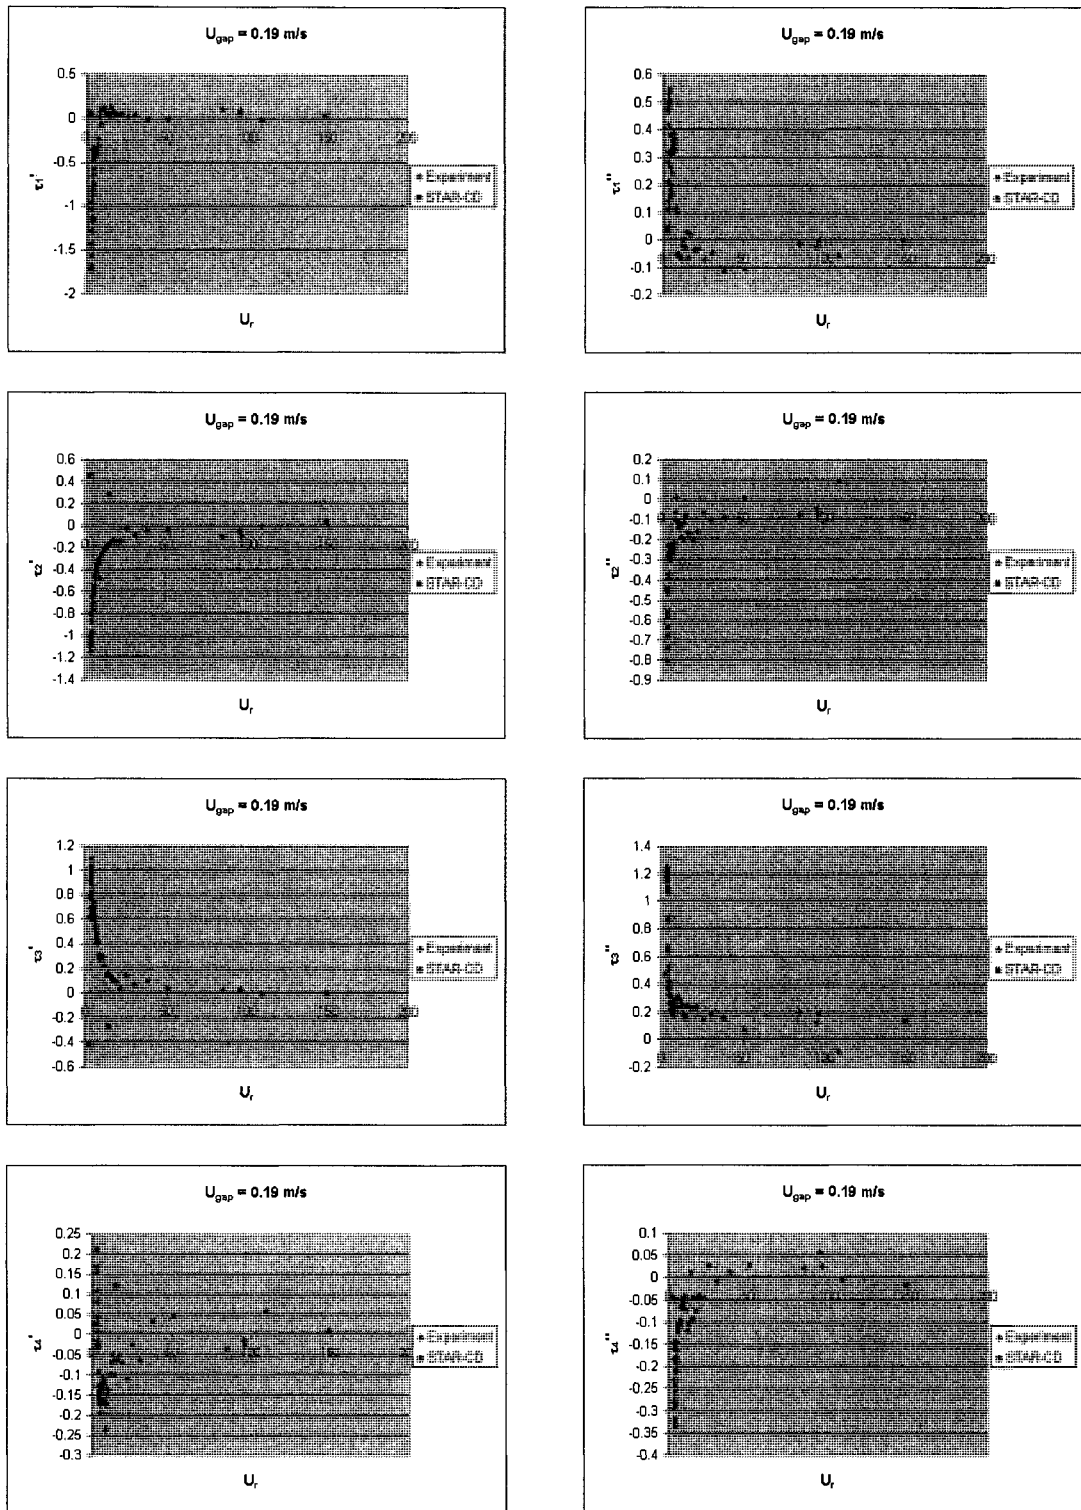 U_gap = 0.19 m/s
0.5
0
-0.5
-1
-1.5
-2
τ1'
200
Experiment
STAR-CD
U_r
U_gap = 0.19 m/s
0.6
0.5
0.4
0.3
0.2
0.1
0
-0.1
-0.2
τ1''
200
Experiment
STAR-CD
U_r
U_gap = 0.19 m/s
0.6
0.4
0.2
0
-0.2
-0.4
-0.6
-0.8
-1
-1.2
-1.4
τ2'
200
Experiment
STAR-CD
U_r
U_gap = 0.19 m/s
0.2
0.1
0
-0.1
-0.2
-0.3
-0.4
-0.5
-0.6
-0.7
-0.8
-0.9
τ2''
200
Experiment
STAR-CD
U_r
U_gap = 0.19 m/s
1.2
1
0.8
0.6
0.4
0.2
0
-0.2
-0.4
-0.6
τ3'
200
Experiment
STAR-CD
U_r
U_gap = 0.19 m/s
1.4
1.2
1
0.8
0.6
0.4
0.2
0
-0.2
τ3''
200
Experiment
STAR-CD
U_r
U_gap = 0.19 m/s
0.25
0.2
0.15
0.1
0.05
0
-0.05
-0.1
-0.15
-0.2
-0.25
-0.3
τ4'
Experiment
STAR-CD
U_r
U_gap = 0.19 m/s
0.1
0.05
0
-0.05
-0.1
-0.15
-0.2
-0.25
-0.3
-0.35
-0.4
τ4''
Experiment
STAR-CD
U_r